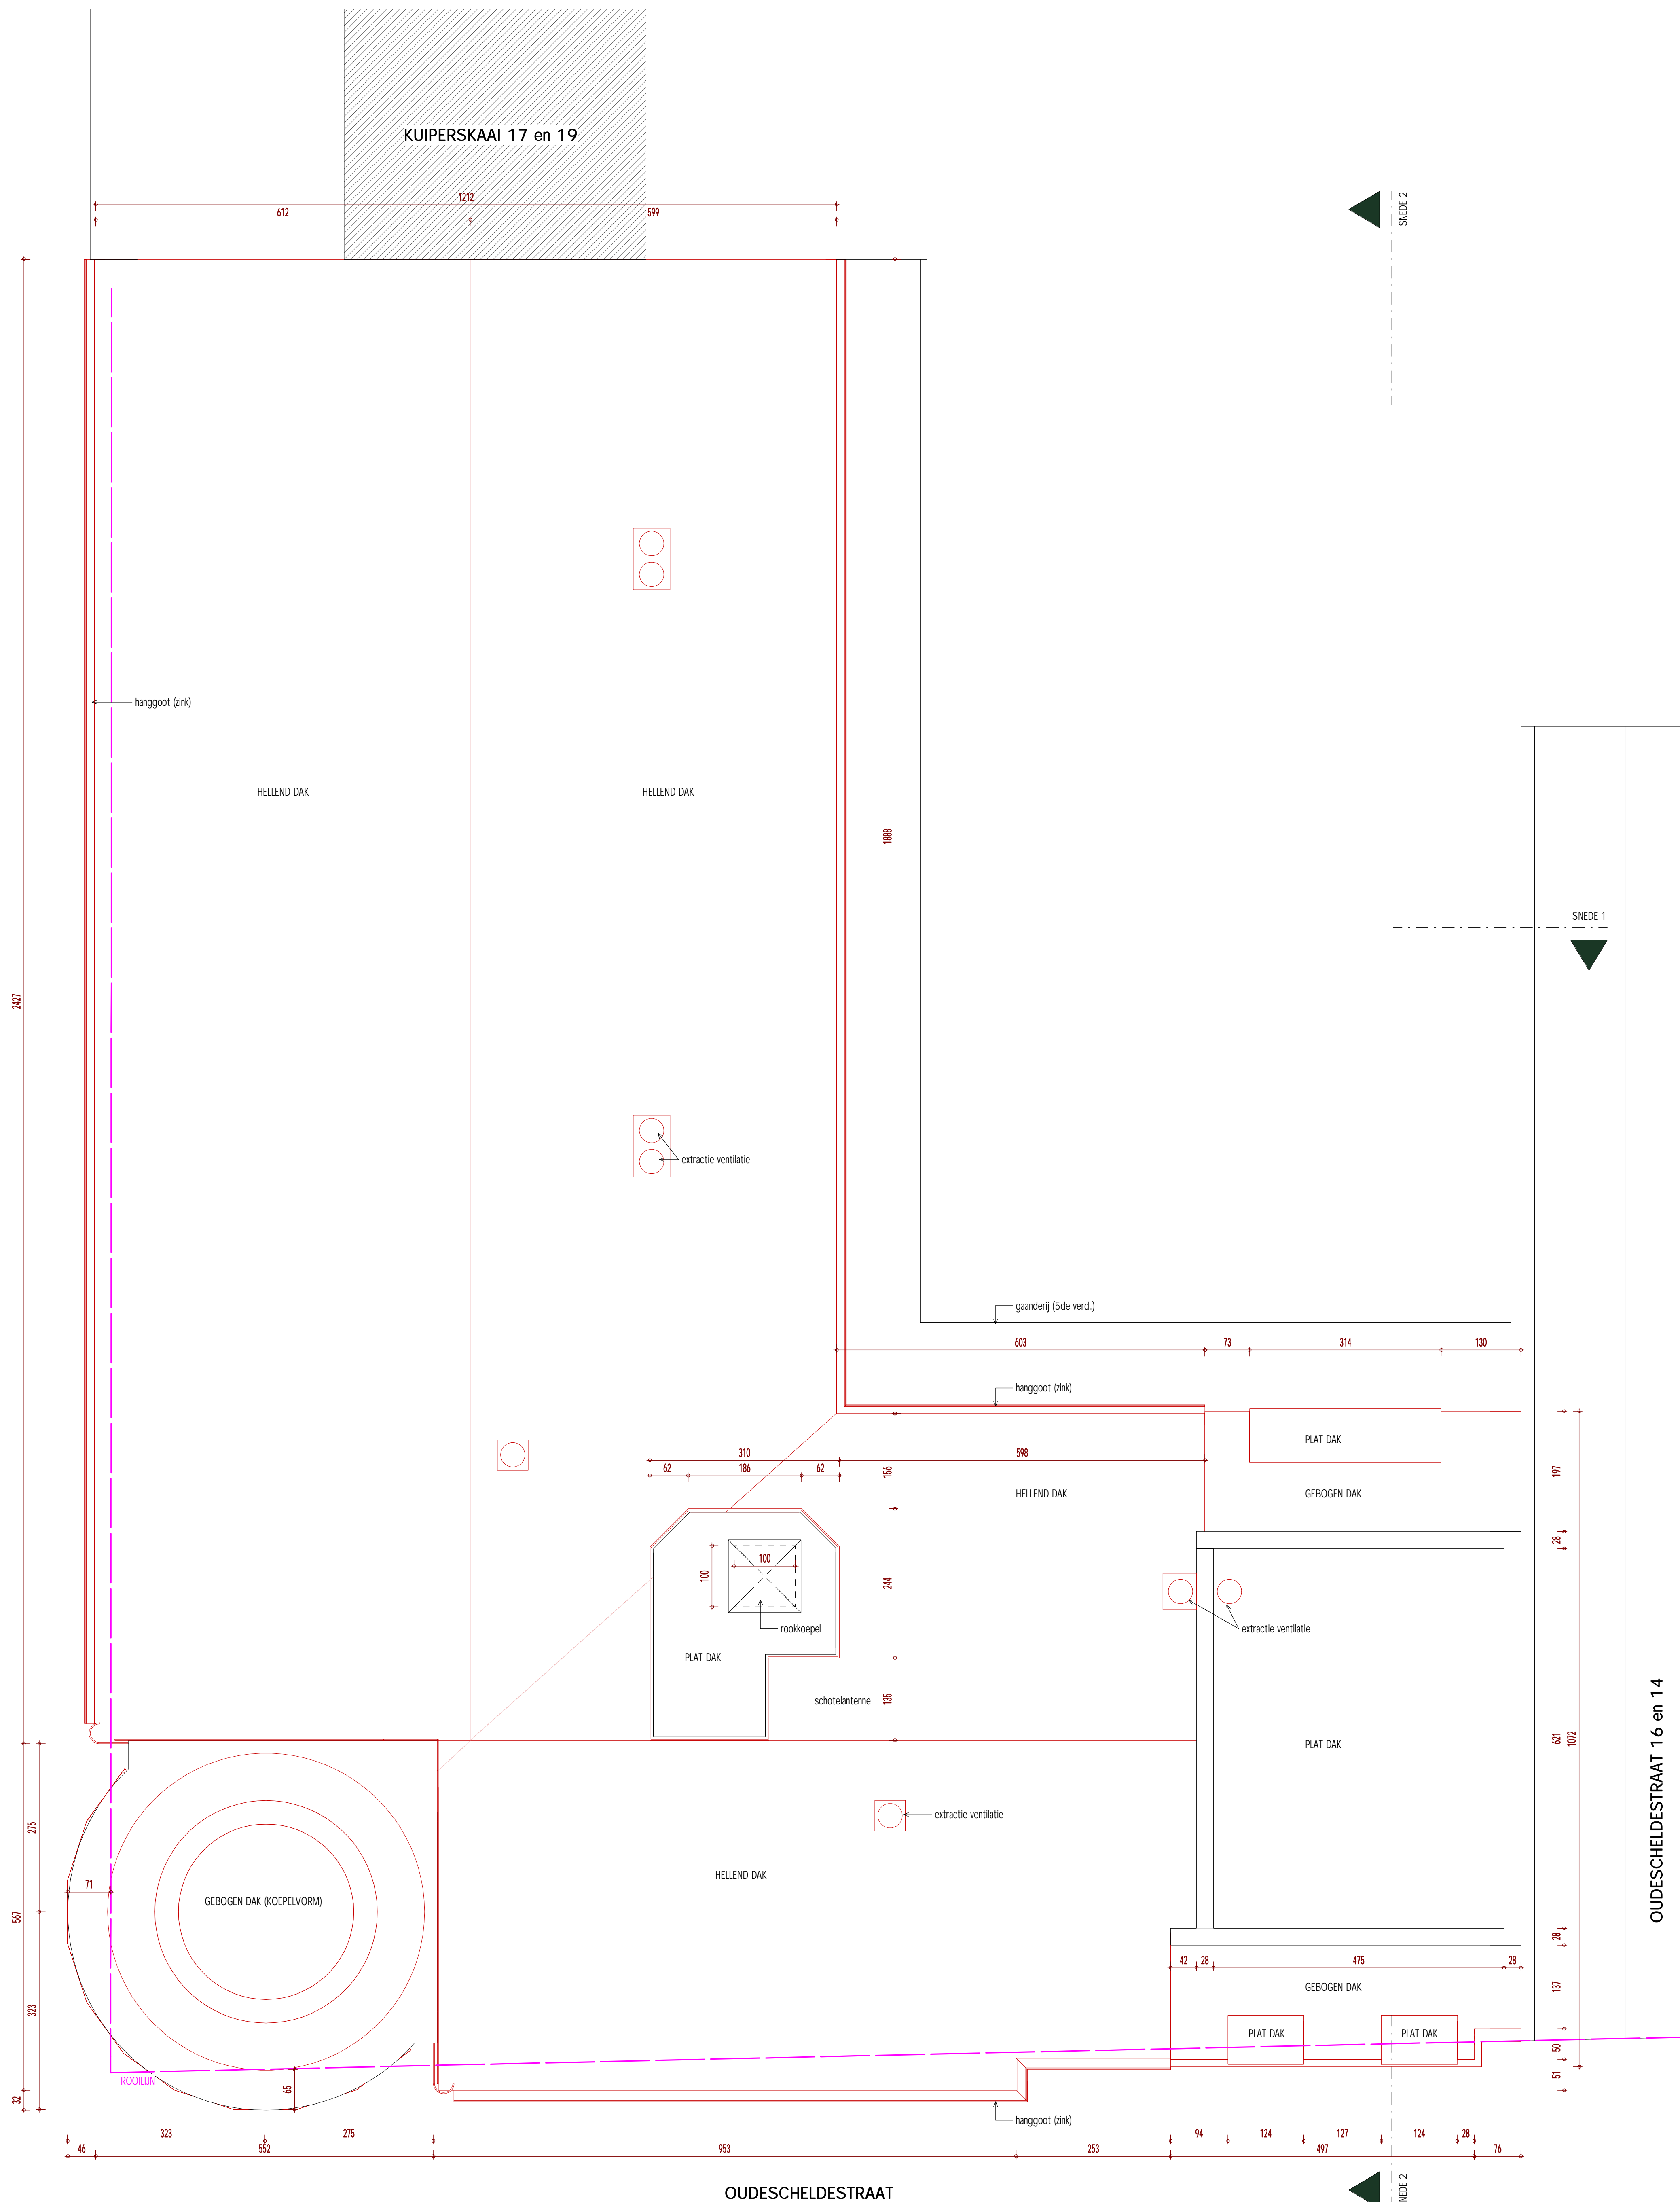 KUIPERSKAAI 17 en 19
1212
612
599
SNEDE 2
hanggoot (zink)
HELLEND DAK
HELLEND DAK
1888
SNEDE 1
2427
extractie ventilatie
gaanderij (5de verd.)
603
73
314
130
hanggoot (zink)
PLAT DAK
310
598
62
186
62
156
197
HELLEND DAK
GEBOGEN DAK
28
100
100
244
rookkoepel
extractie ventilatie
PLAT DAK
schotelantenne
135
PLAT DAK
621
1072
OUDESCHELDESTRAAT 16 en 14
275
extractie ventilatie
HELLEND DAK
71
GEBOGEN DAK (KOEPELVORM)
567
28
42
28
475
28
GEBOGEN DAK
137
323
PLAT DAK
PLAT DAK
50
51
ROOILIJN
65
32
hanggoot (zink)
323
275
94
124
127
124
28
46
552
953
253
497
76
OUDESCHELDESTRAAT
SNEDE 2